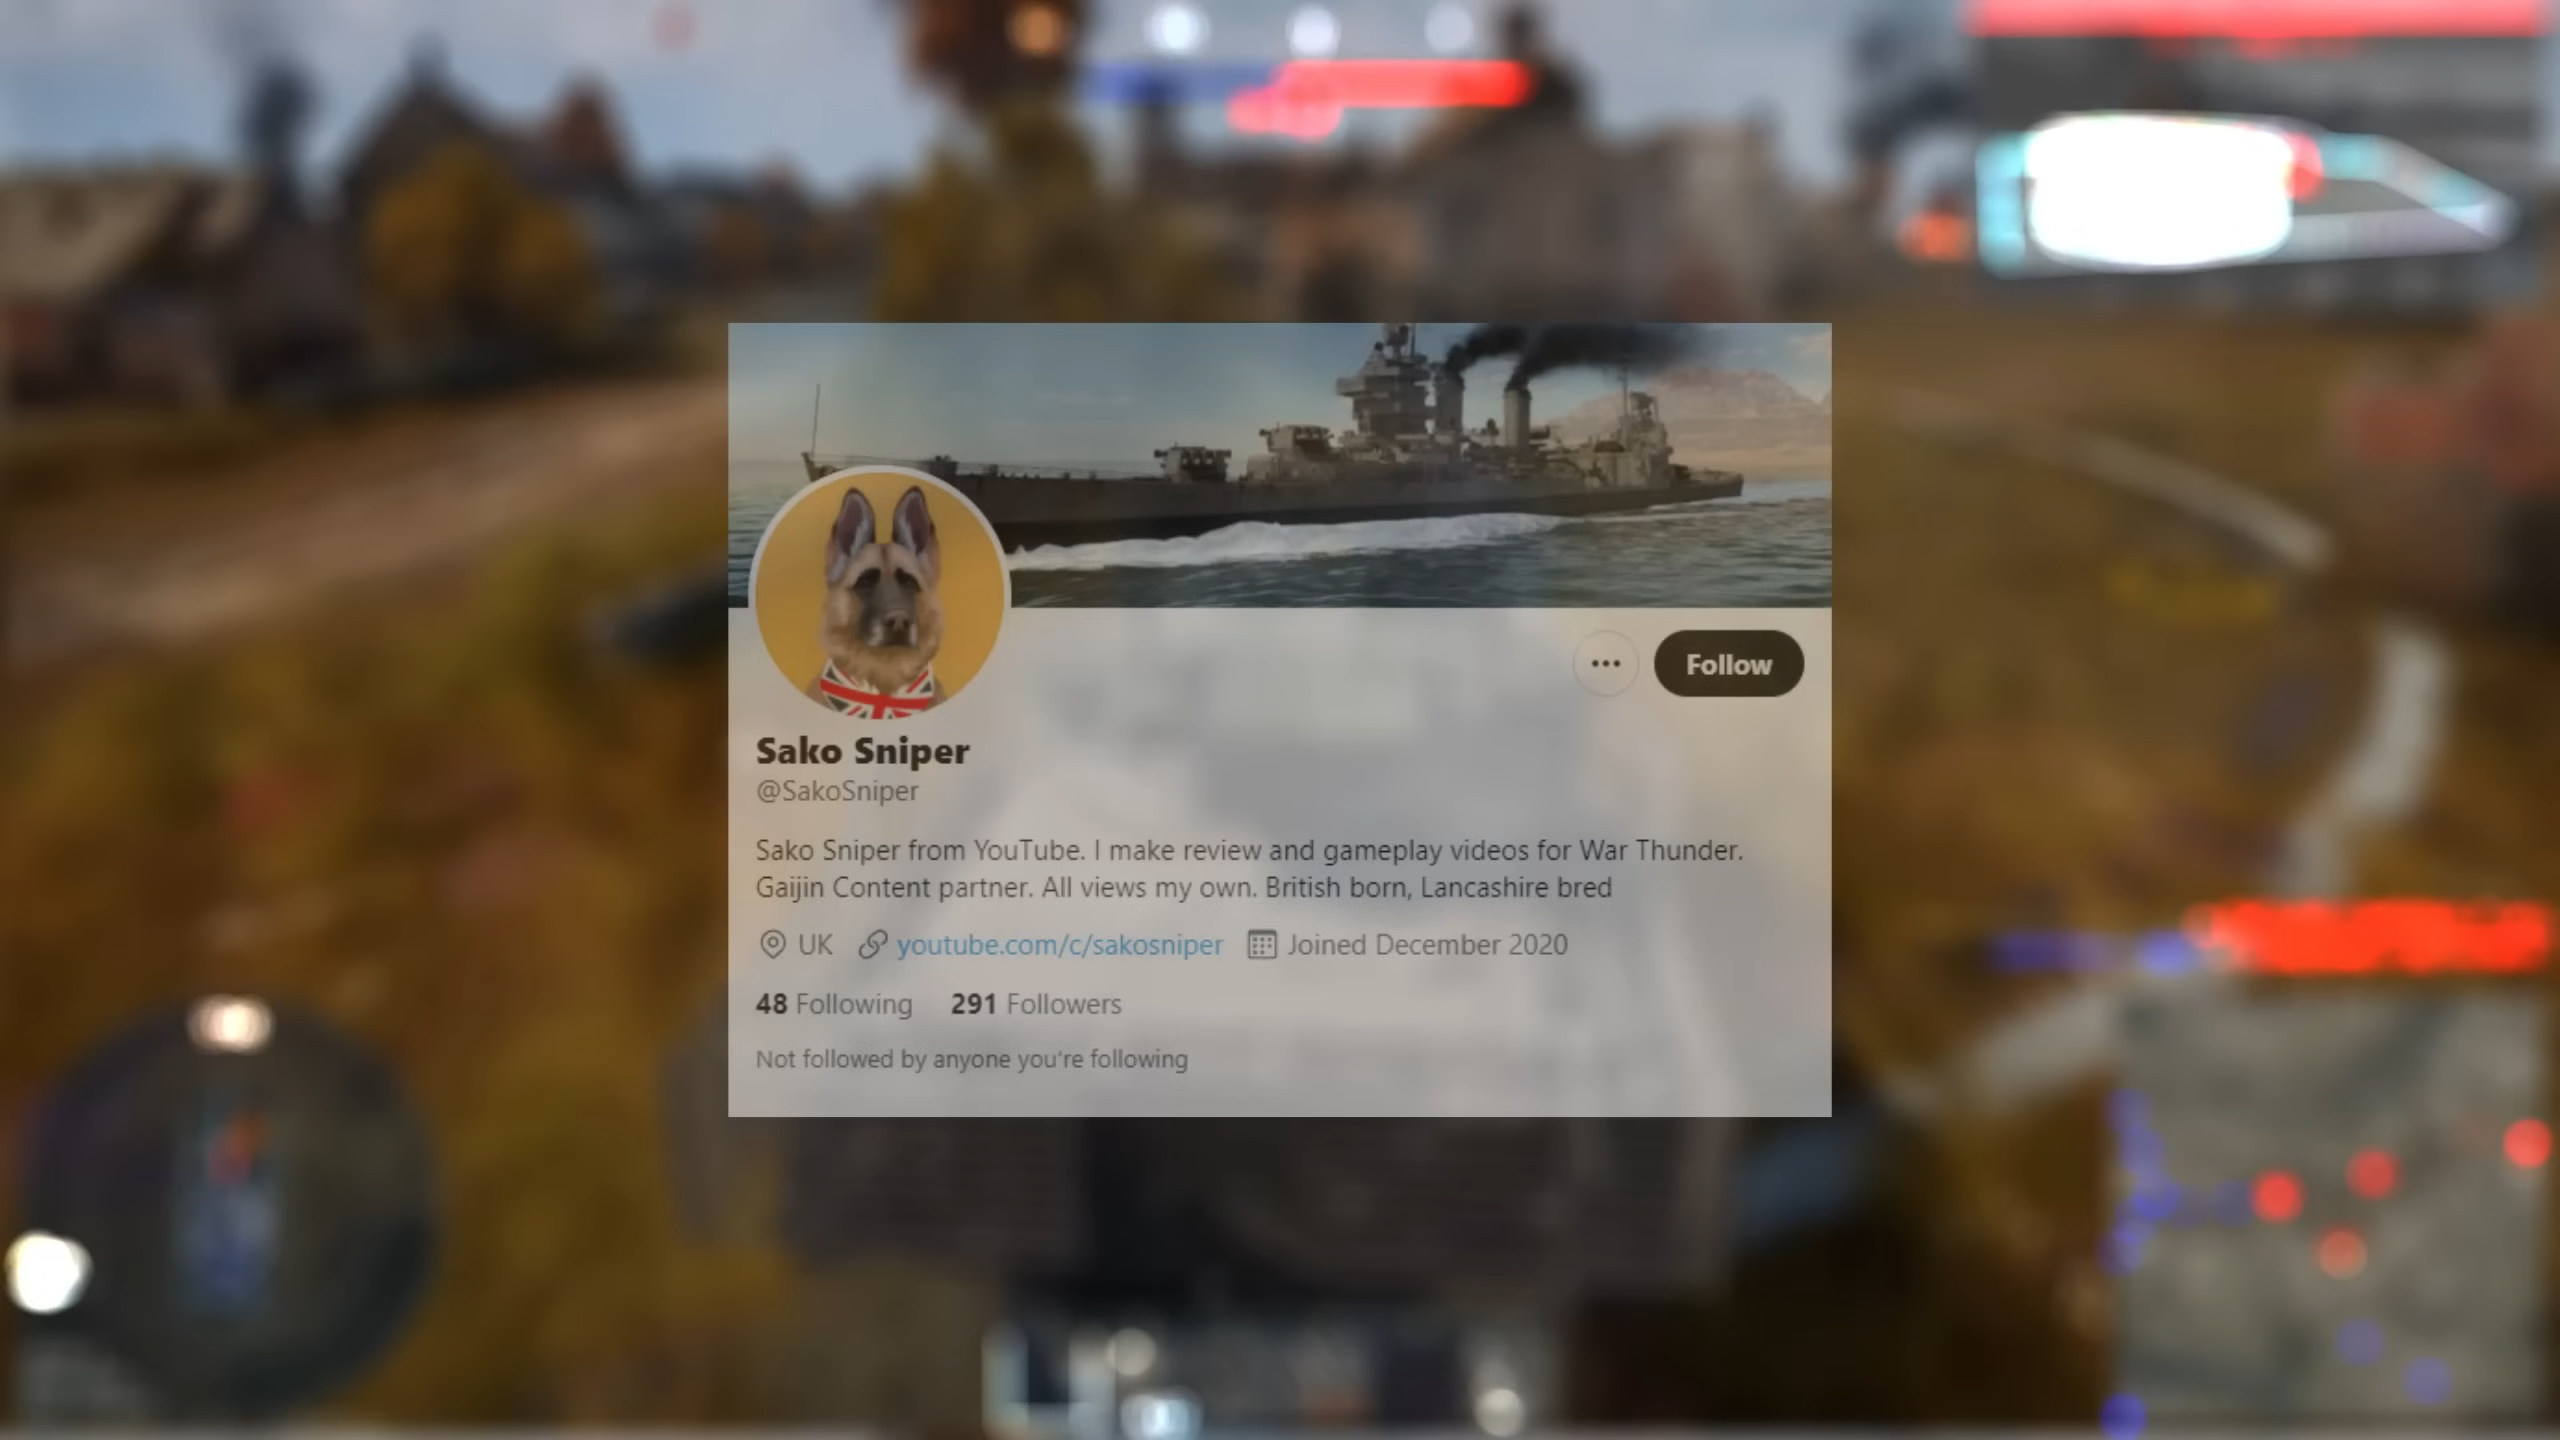 Follow
Sako Sniper
@SakoSniper
Sako Sniper from YouTube. I make review and gameplay videos for War Thunder.
Gaijin Content partner. All views my own. British born, Lancashire bred
UK youtube.com/c/sakosniper Joined December 2020
48 Following 291 Followers
Not followed by anyone you're following